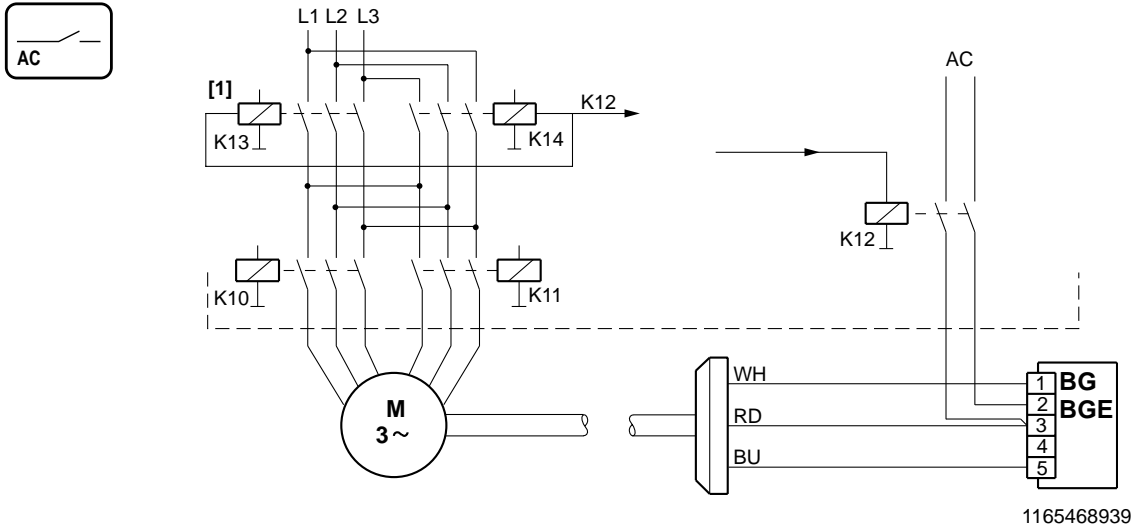 AC
L1 L2 L3
[1]
K13
K14
K12
AC
K12
K10
K11
M
3~
WH
RD
BU
1
2
3
4
5
BG
BGE
1165468939